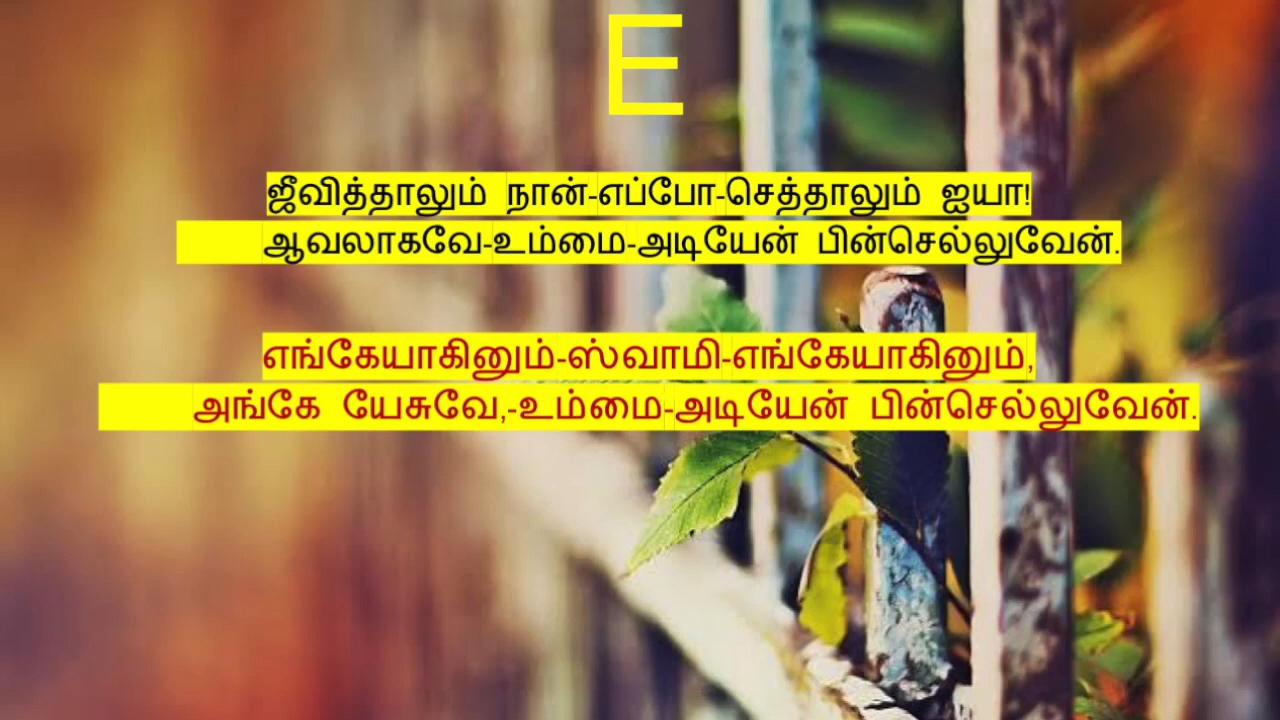 E
ஜீவித்தாலும் நான்-எப்போ-செத்தாலும் ஐயா!
ஆவலாகவே-உம்மை-அடியேன் பின்செல்லுவேன்.
எங்கேயாகினும்-ஸ்வாமி-எங்கேயாகினும்,
அங்கே யேசுவே,-உம்மை-அடியேன் பின்செல்லுவேன்.